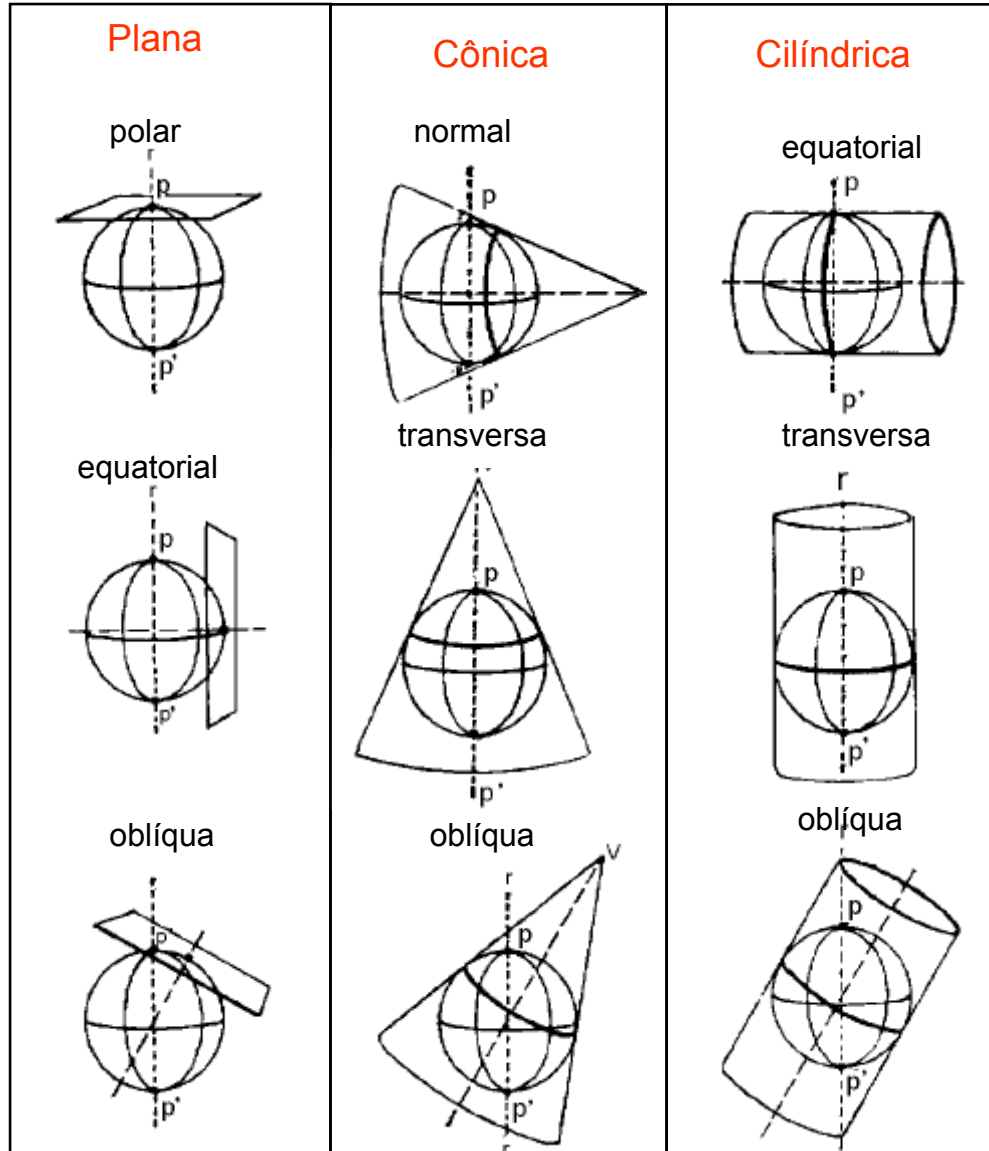 Plana
polar
r
p
p'
equatorial
r
p
p'
oblíqua
r
p
p'
Cônica
normal
p
p'
transversa
p
p'
oblíqua
V
r
p
p'
r
Cilíndrica
equatorial
p
p'
transversa
r
p
p'
oblíqua
p
p'